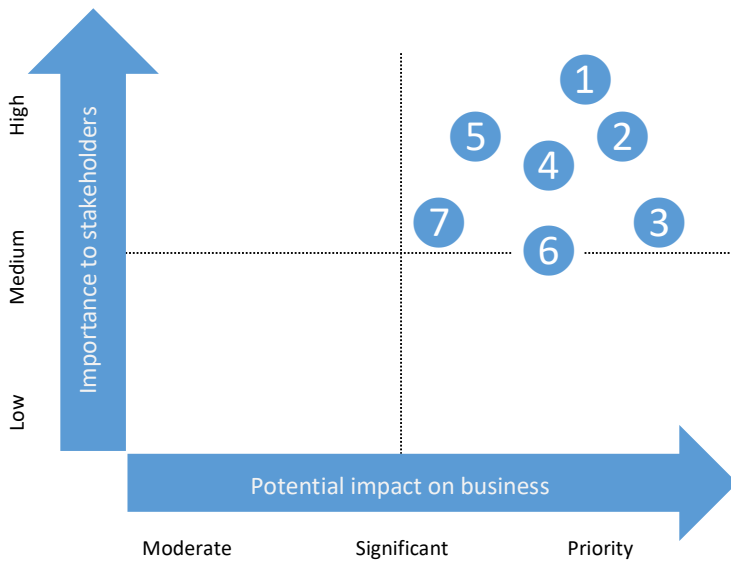 High
Medium
Low
Importance to stakeholders
1
5
2
4
7
3
6
Potential impact on business
Moderate
Significant
Priority